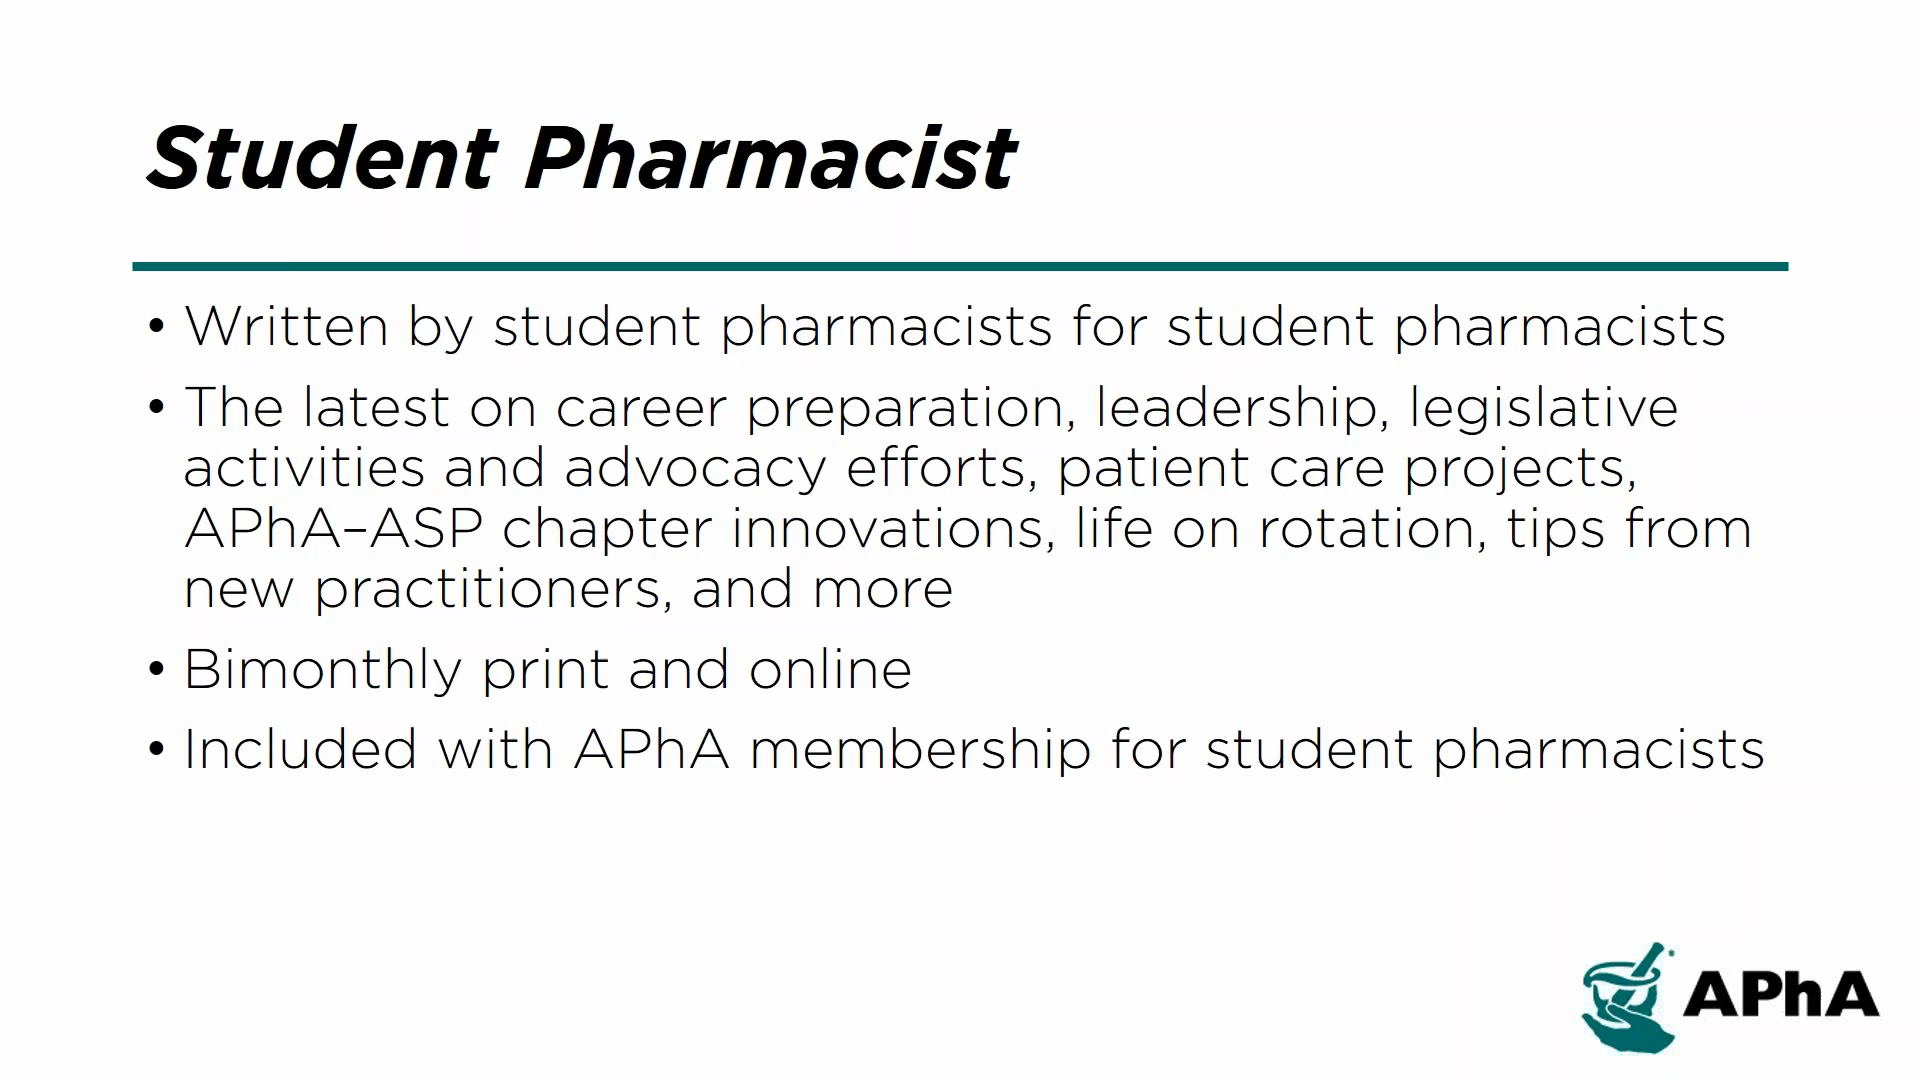 Student Pharmacist
• Written by student pharmacists for student pharmacists
• The latest on career preparation, leadership, legislative
activities and advocacy efforts, patient care projects,
APhA–ASP chapter innovations, life on rotation, tips from
new practitioners, and more
• Bimonthly print and online
• Included with APhA membership for student pharmacists
APhA